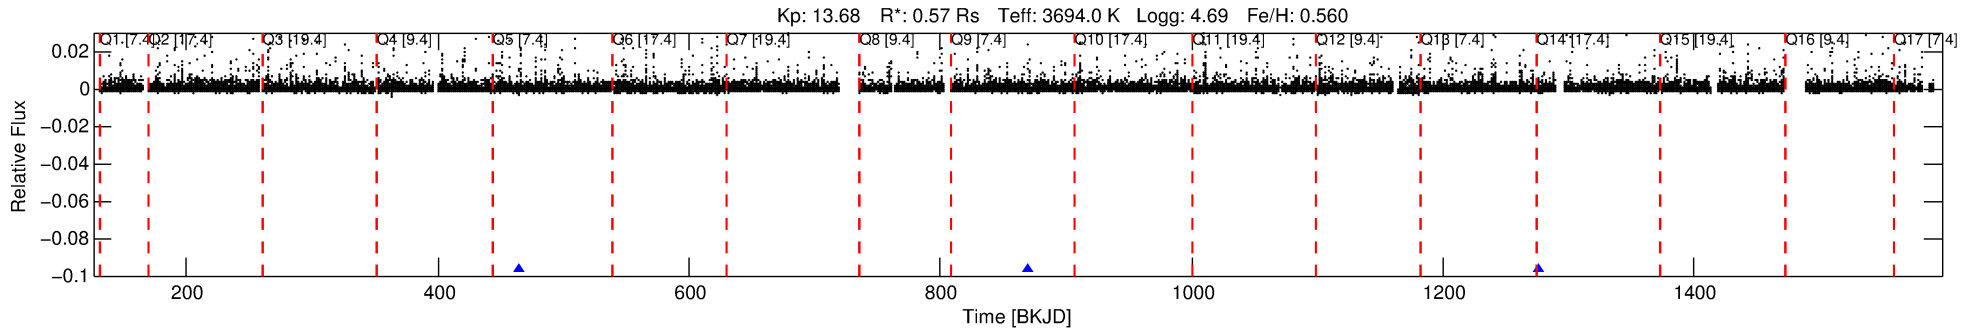 Kp: 13.68 R*: 0.57 Rs Teff: 3694.0 K Logg: 4.69 Fe/H: 0.560
Q1 [7.4] Q2 [17.4] Q3 [19.4] Q4 [9.4] Q5 [7.4] Q6 [17.4] Q7 [19.4] Q8 [9.4] Q9 [7.4] Q10 [17.4] Q11 [19.4] Q12 [9.4] Q13 [7.4] Q14 [17.4] Q15 [19.4] Q16 [9.4] Q17 [7.4]
0.02
0
−0.02
−0.04
−0.06
−0.08
−0.1
Relative Flux
200 400 600 800 1000 1200 1400
Time [BKJD]